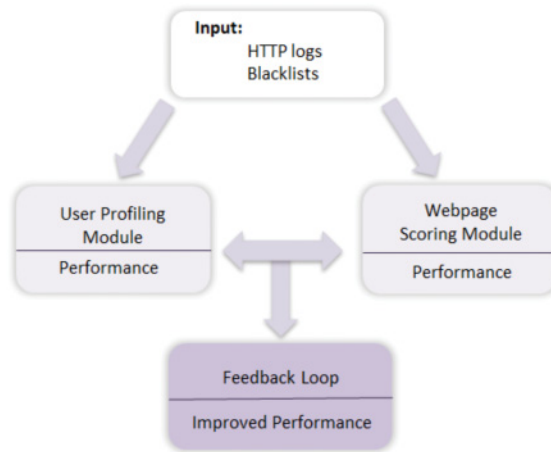 Input:
HTTP logs
Blacklists
User Profiling
Module
Performance
Webpage
Scoring Module
Performance
Feedback Loop
Improved Performance